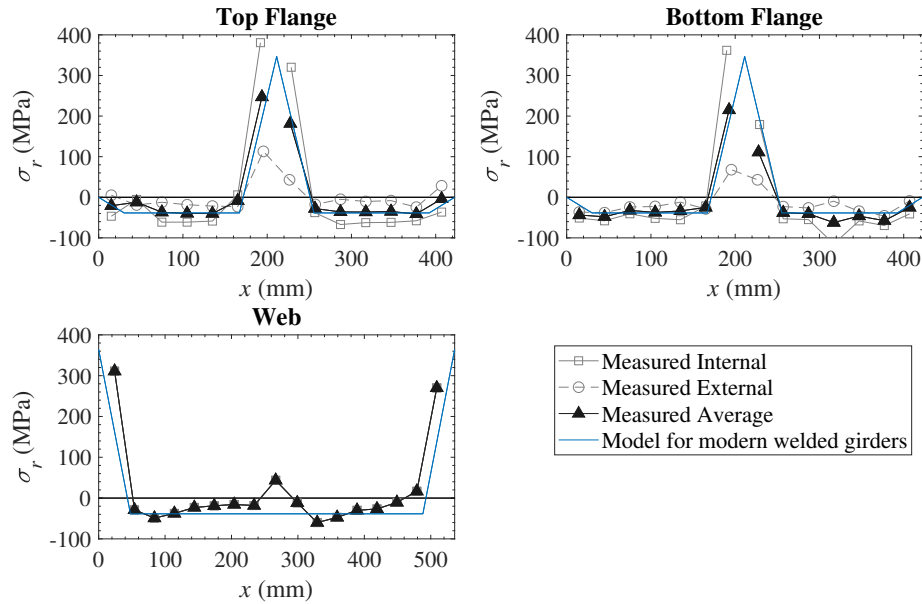 Top Flange
400
300
200
100
0
-100
σr (MPa)
0 100 200 300 400
x (mm)
Bottom Flange
400
300
200
100
0
-100
σr (MPa)
0 100 200 300 400
x (mm)
Web
400
300
200
100
0
-100
σr (MPa)
0 100 200 300 400 500
x (mm)
Measured Internal
Measured External
Measured Average
Model for modern welded girders